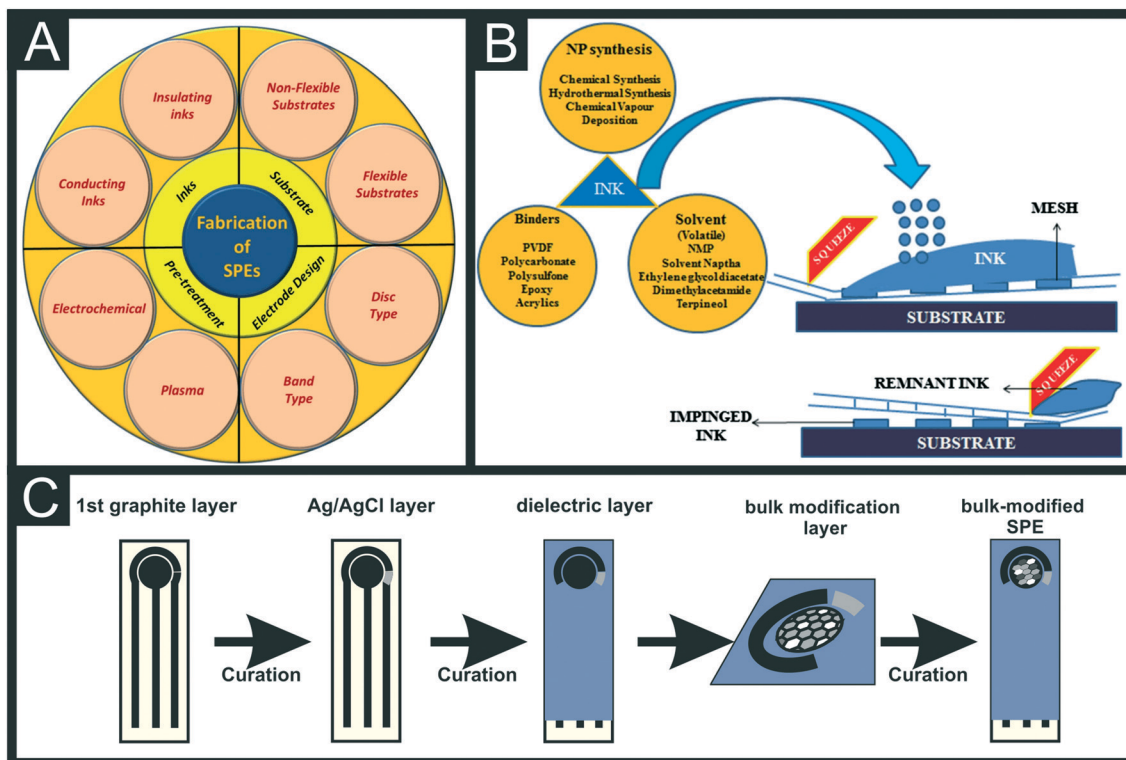 A
Insulating
inks
Non-Flexible
Substrates
Conducting
Inks
Flexible
Substrates
Inks
Substrate
Fabrication
of
SPEs
Pre-treatment
Electrode Design
Electrochemical
Disc
Type
Plasma
Band
Type
B
NP synthesis
Chemical Synthesis
Hydrothermal Synthesis
Chemical Vapour
Deposition
INK
Binders
PVDF
Polycarbonate
Polysulfone
Epoxy
Acrylics
Solvent
(Volatile)
NMP
Solvent Naptha
Ethylene glycol diacetate
Dimethylacetamide
Terpineol
SQUEEZE
MESH
INK
SUBSTRATE
REMNANT INK
SQUEEZE
IMPINGED
INK
SUBSTRATE
C
1st graphite layer
Ag/AgCl layer
dielectric layer
bulk modification
layer
bulk-modified
SPE
Curation
Curation
Curation